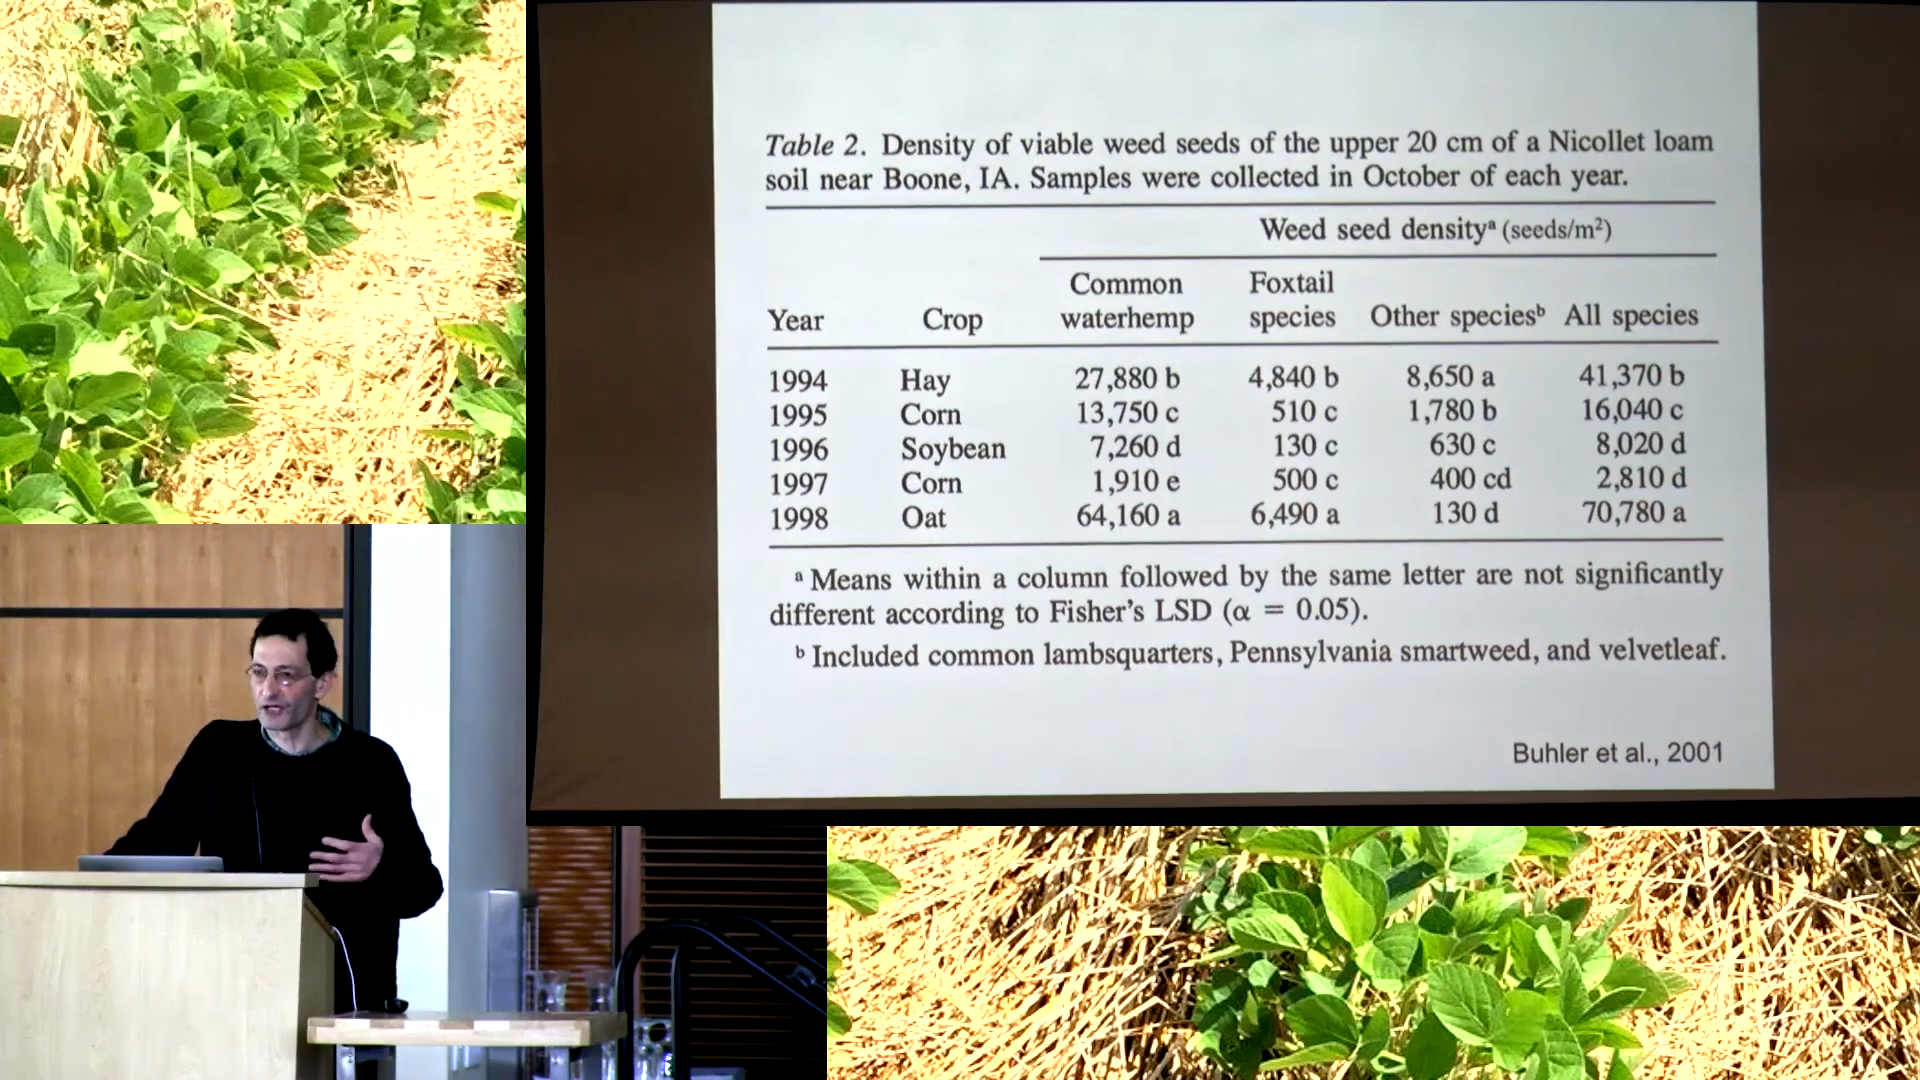 Table 2. Density of viable weed seeds of the upper 20 cm of a Nicollet loam
soil near Boone, IA. Samples were collected in October of each year.
Weed seed densityᵃ (seeds/m²)
Common Foxtail
Year Crop waterhemp species Other speciesᵇ All species
1994 Hay 27,880 b 4,840 b 8,650 a 41,370 b
1995 Corn 13,750 c 510 c 1,780 b 16,040 c
1996 Soybean 7,260 d 130 c 630 c 8,020 d
1997 Corn 1,910 e 500 c 400 cd 2,810 d
1998 Oat 64,160 a 6,490 a 130 d 70,780 a
ᵃ Means within a column followed by the same letter are not significantly
different according to Fisher's LSD (α = 0.05).
ᵇ Included common lambsquarters, Pennsylvania smartweed, and velvetleaf.
Buhler et al., 2001